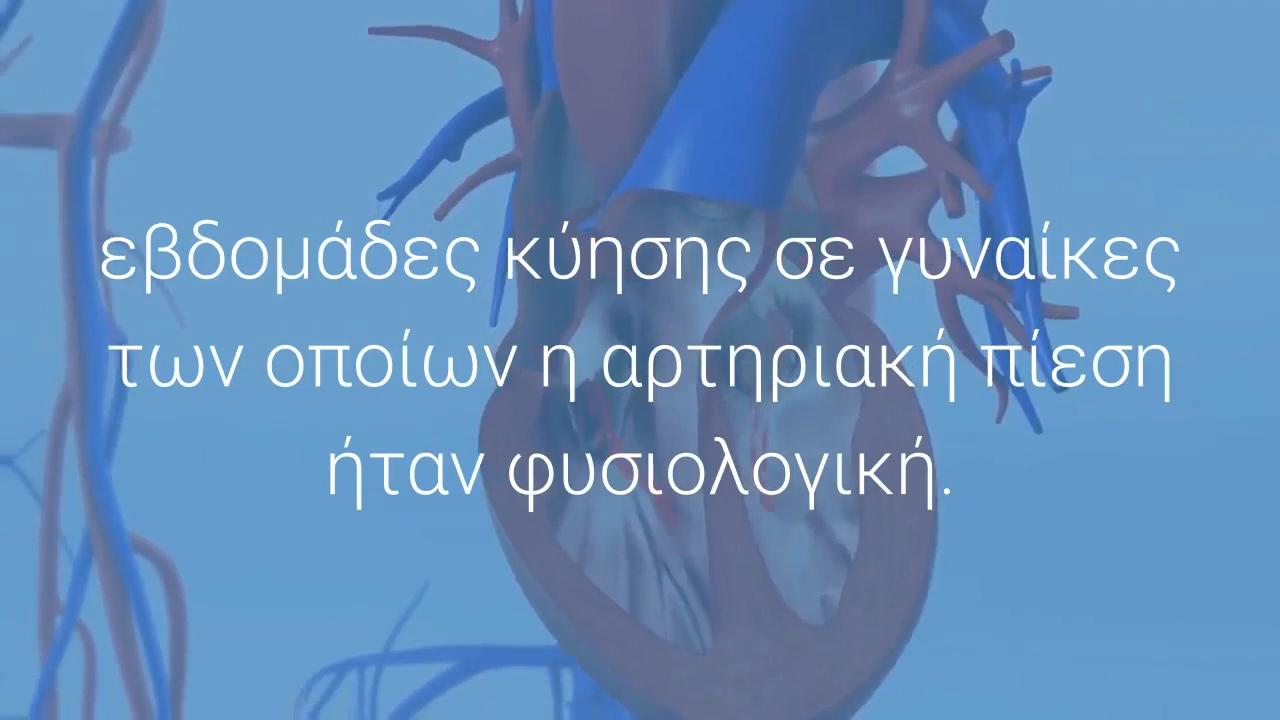 εβδομάδες κύησης σε γυναίκες
των οποίων η αρτηριακή πίεση
ήταν φυσιολογική.